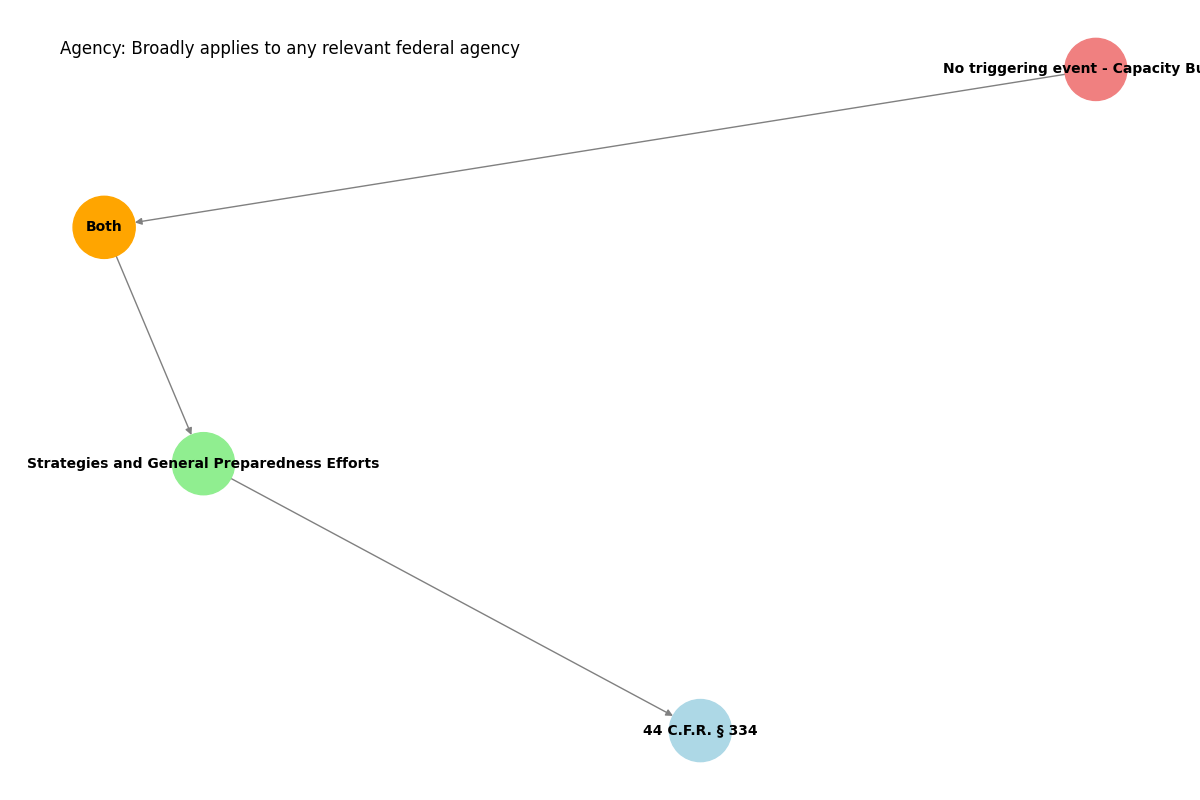 Agency: Broadly applies to any relevant federal agency
No triggering event - Capacity Bu
Both
Strategies and General Preparedness Efforts
44 C.F.R. § 334